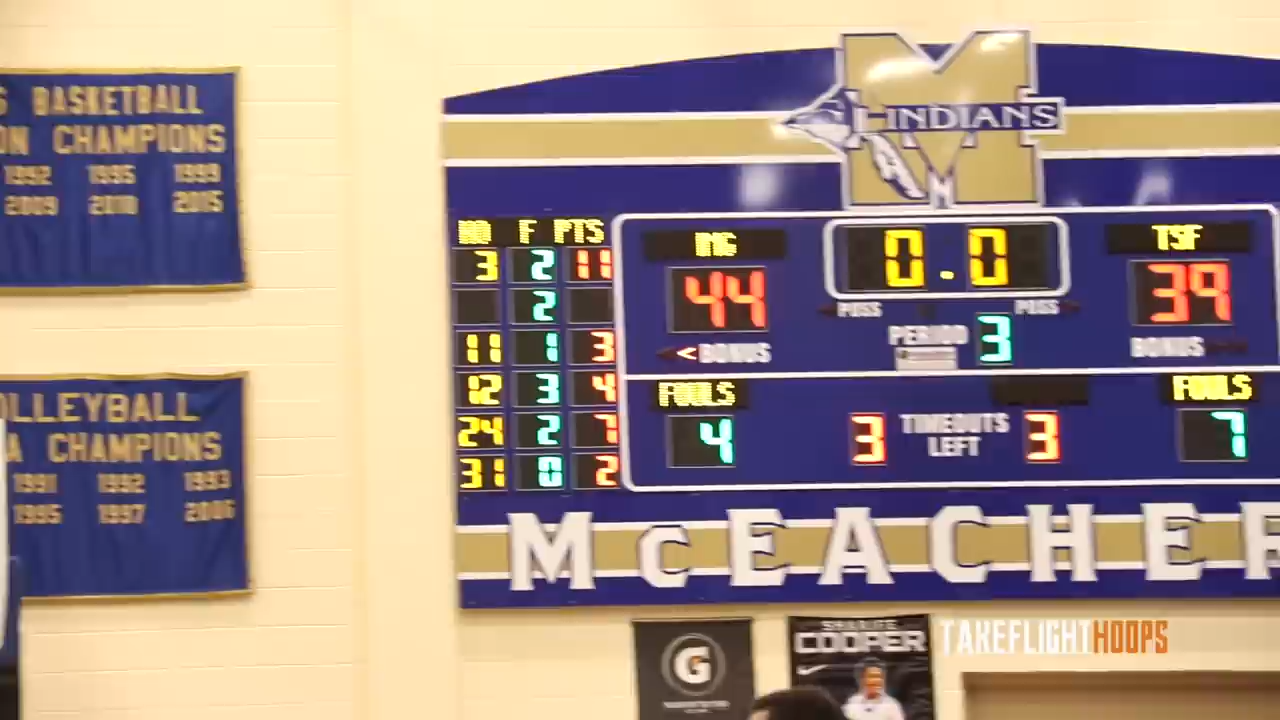 BASKETBALL
ON CHAMPIONS
1992 1995 1999
2009 2010 2015
OLLEYBALL
A CHAMPIONS
1991 1992 1993
1995 1997 2006
INDIANS
NO F PTS
3 2 11
2
11 1 3
12 3 4
24 2 7
31 0 2
IMG 0.0 TSF
44 39
POSS POSS
PERIOD 3
< BONUS BONUS
FOULS FOULS
4 3 TIMEOUTS LEFT 3 7
McEACHER
G
COOPER
TAKEFLIGHTHOOPS